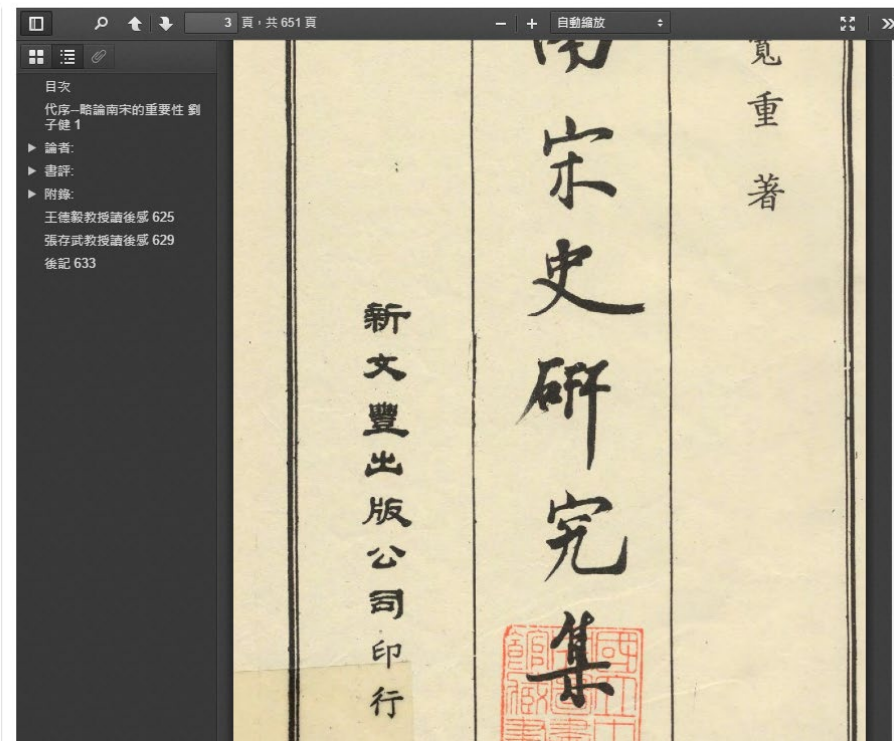 3 頁，共 651 頁
自動縮放
目次
代序--略論南宋的重要性 劉
子健 1
論者:
書評:
附錄:
王德毅教授讀後感 625
張存武教授讀後感 629
後記 633
寬重 著
南宋史研究集
新文豐出版公司印行